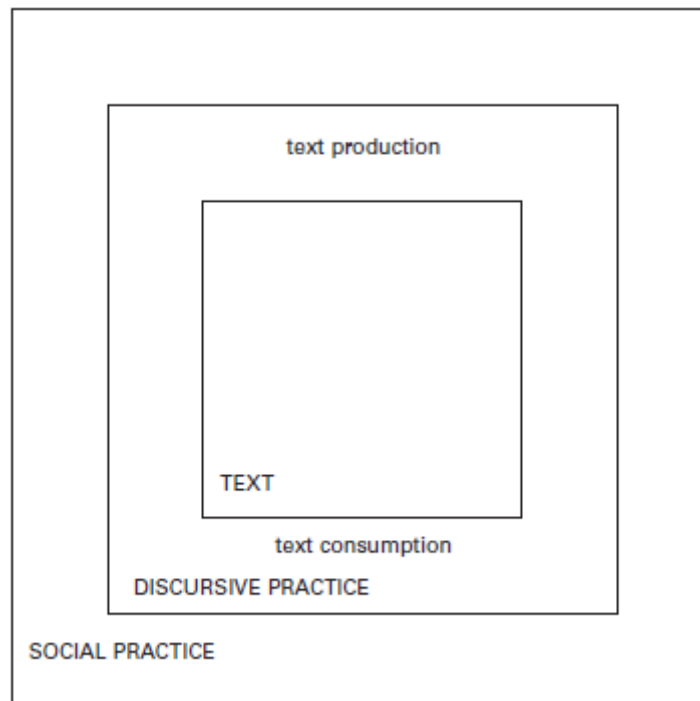 text production
TEXT
text consumption
DISCURSIVE PRACTICE
SOCIAL PRACTICE